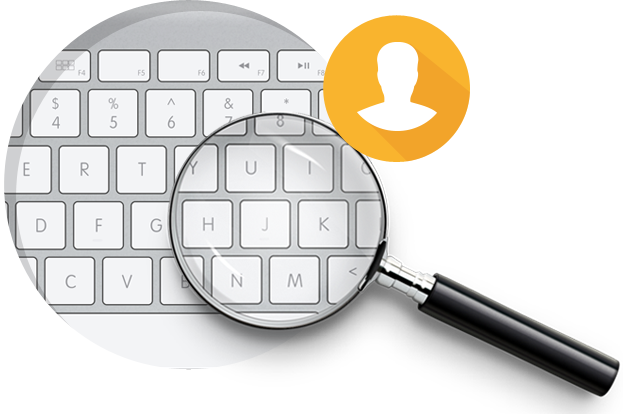 F4 F5 F6 F7 F8
$ % ^ & *
4 5 6 7 8
E R T Y U I
D F G H J K
C V B N M <